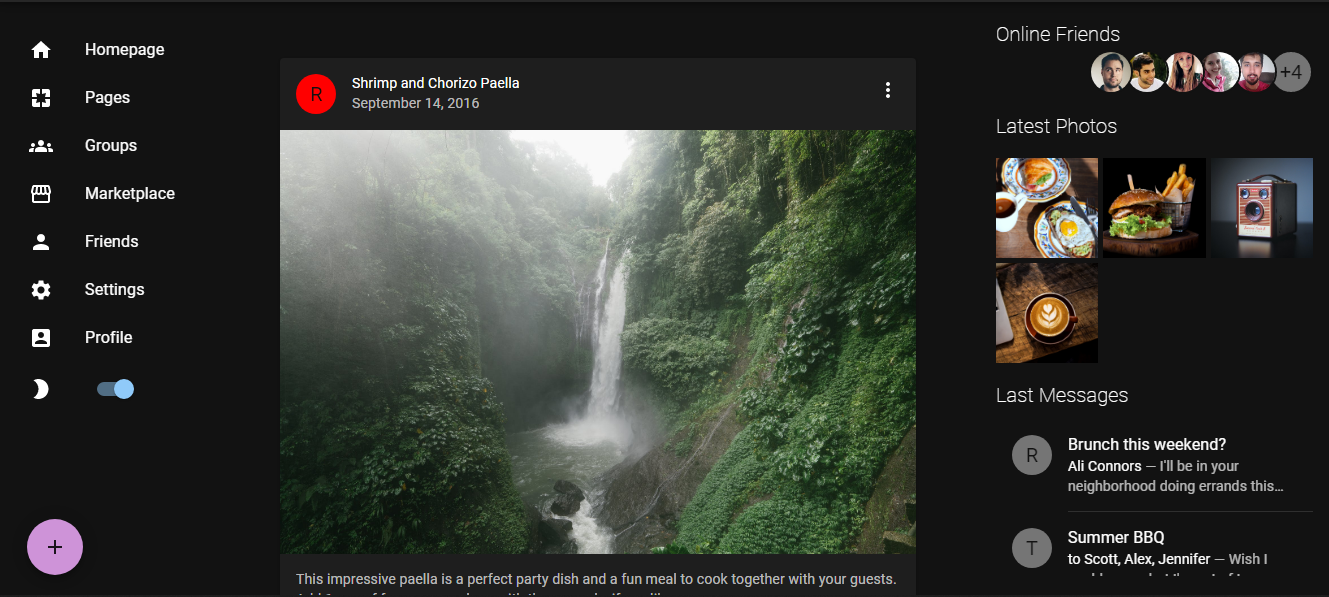 Homepage
Pages
Groups
Marketplace
Friends
Settings
Profile
R
Shrimp and Chorizo Paella
September 14, 2016
This impressive paella is a perfect party dish and a fun meal to cook together with your guests.
Online Friends
+4
Latest Photos
Last Messages
R
Brunch this weekend?
Ali Connors — I'll be in your
neighborhood doing errands this…
T
Summer BBQ
to Scott, Alex, Jennifer — Wish I